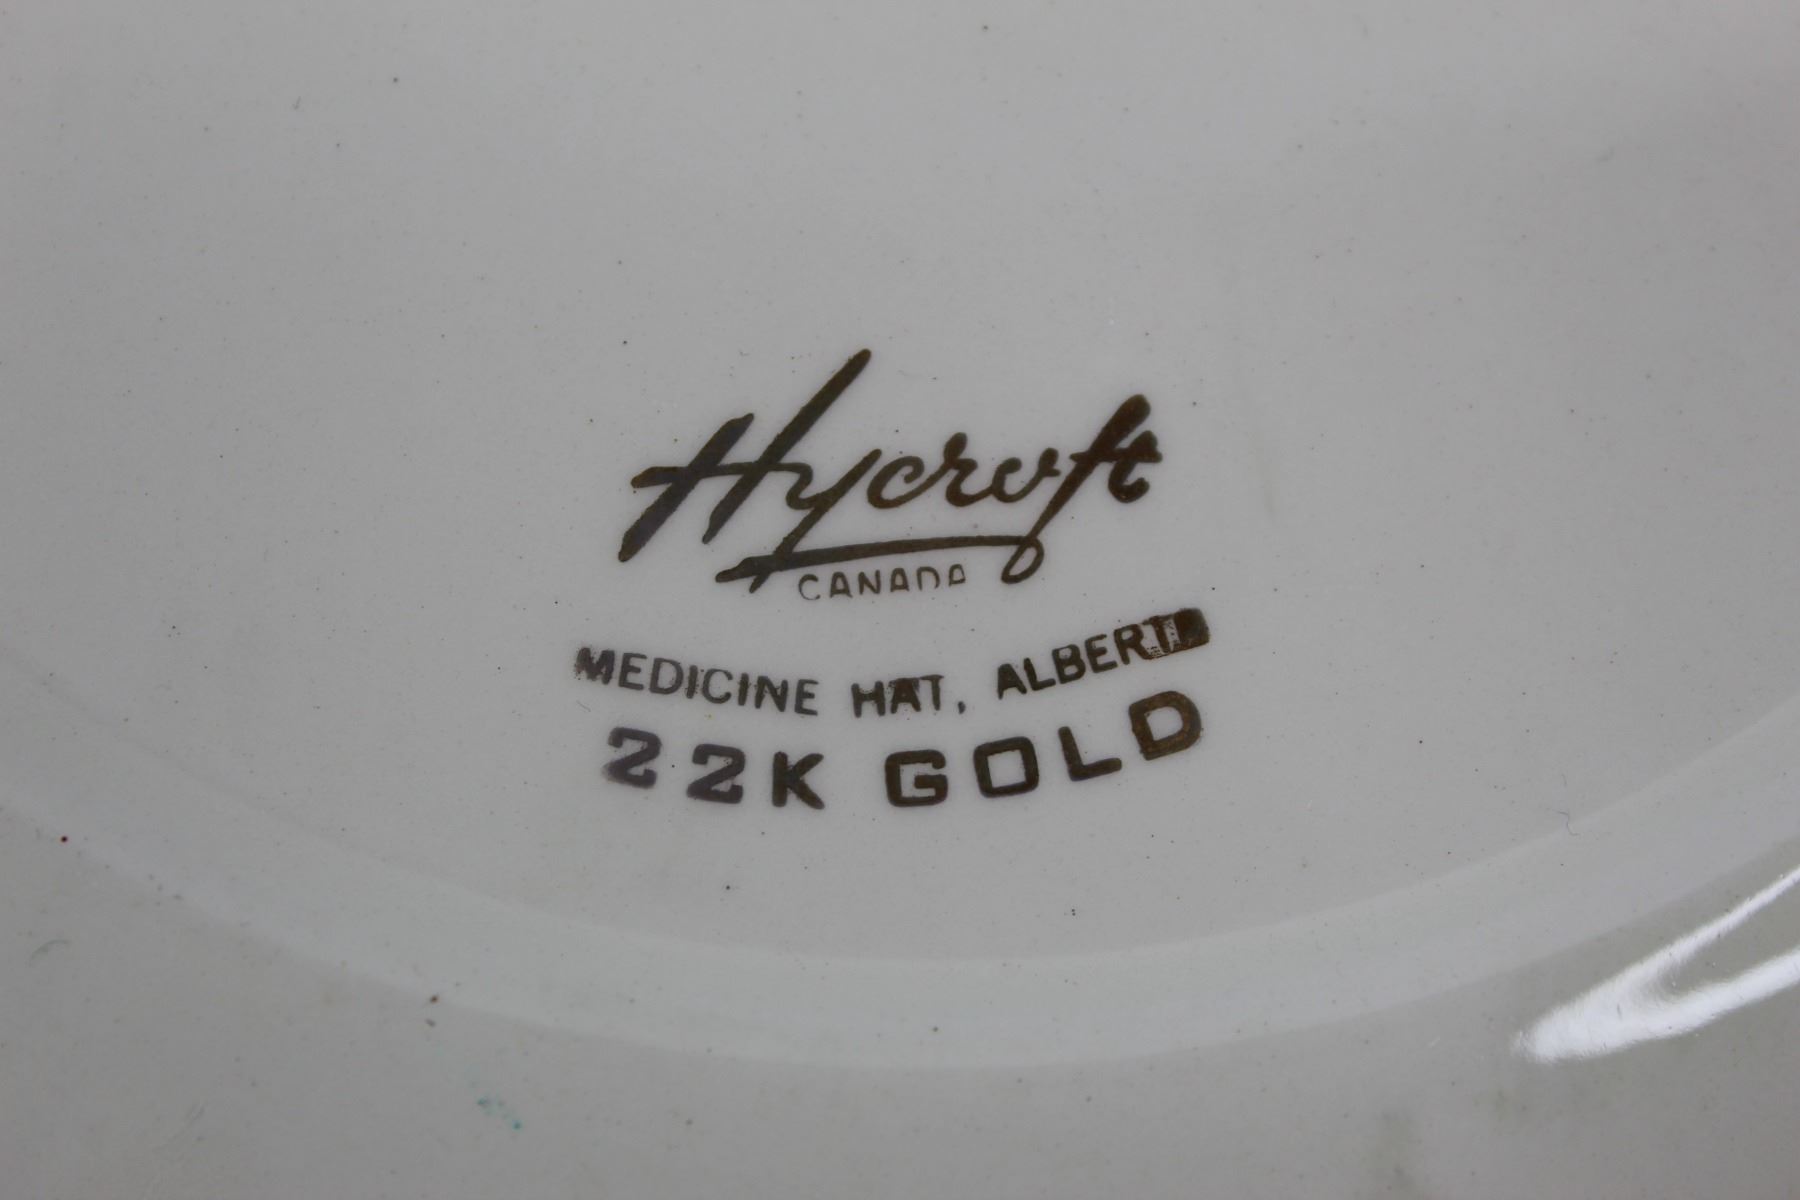 Hycroft
CANADA
MEDICINE HAT, ALBERTA
22K GOLD